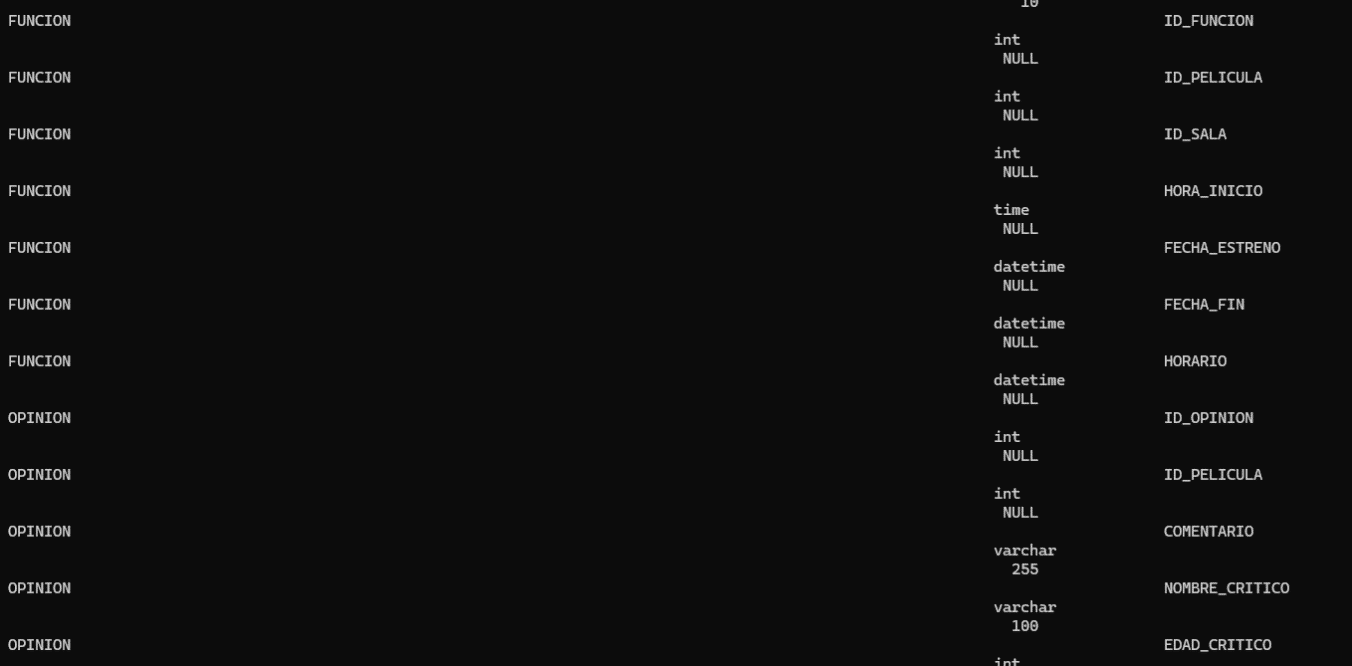 10
FUNCION ID_FUNCION
int
NULL
FUNCION ID_PELICULA
int
NULL
FUNCION ID_SALA
int
NULL
FUNCION HORA_INICIO
time
NULL
FUNCION FECHA_ESTRENO
datetime
NULL
FUNCION FECHA_FIN
datetime
NULL
FUNCION HORARIO
datetime
NULL
OPINION ID_OPINION
int
NULL
OPINION ID_PELICULA
int
NULL
OPINION COMENTARIO
varchar
255
OPINION NOMBRE_CRITICO
varchar
100
OPINION EDAD_CRITICO
int